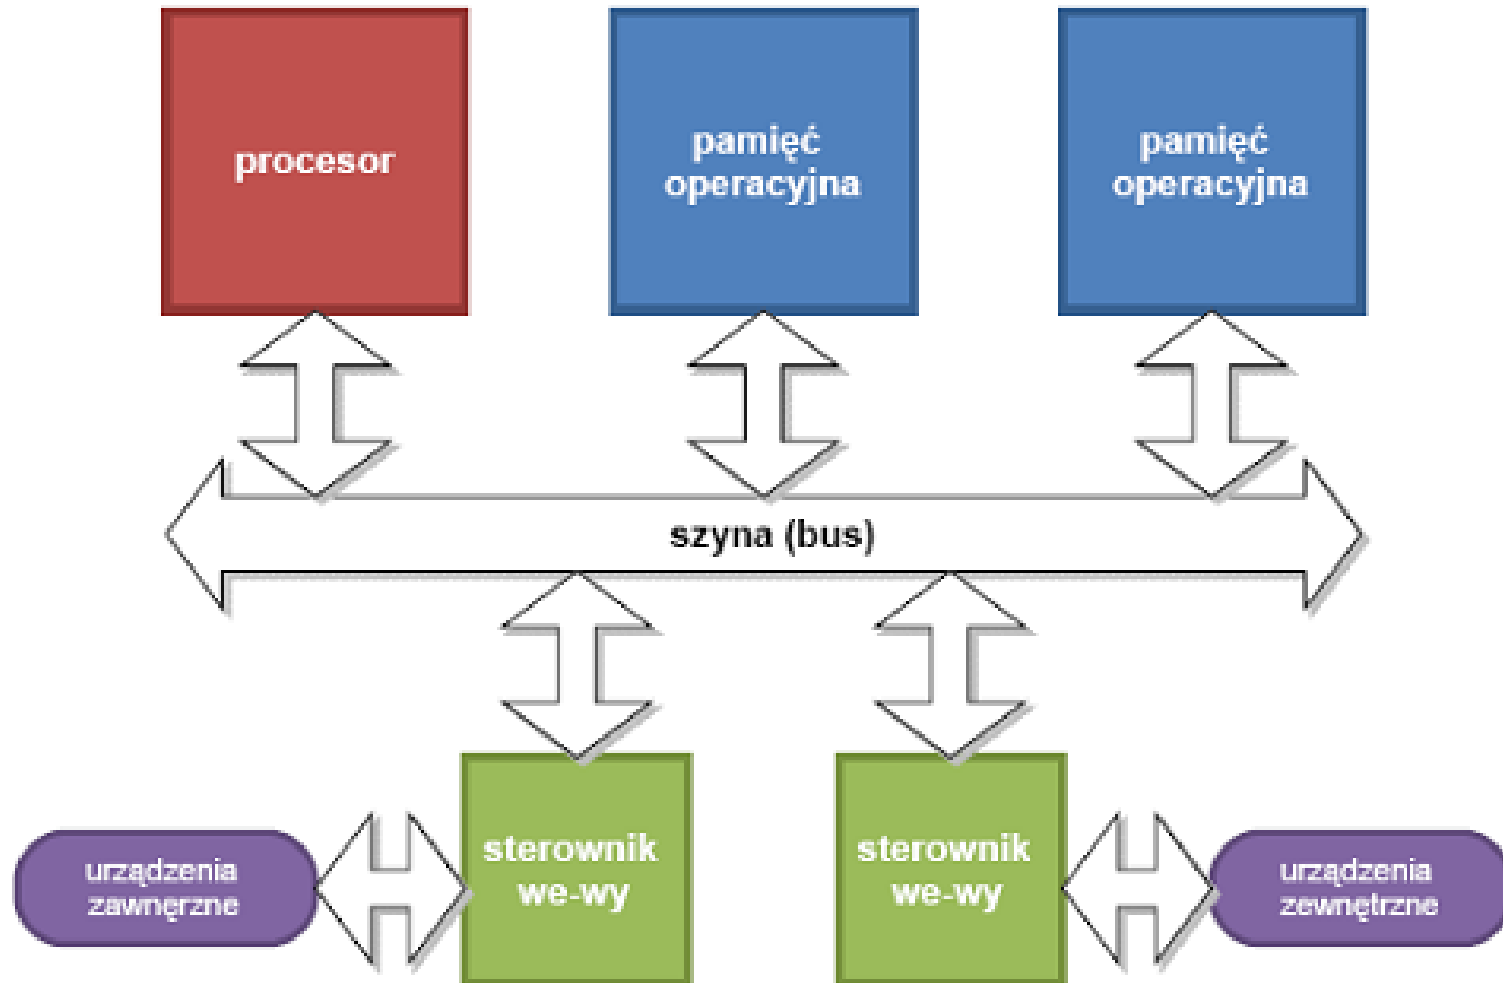 procesor
pamięć
operacyjna
pamięć
operacyjna
szyna (bus)
sterownik
we-wy
sterownik
we-wy
urządzenia
zawnęrzne
urządzenia
zewnętrzne